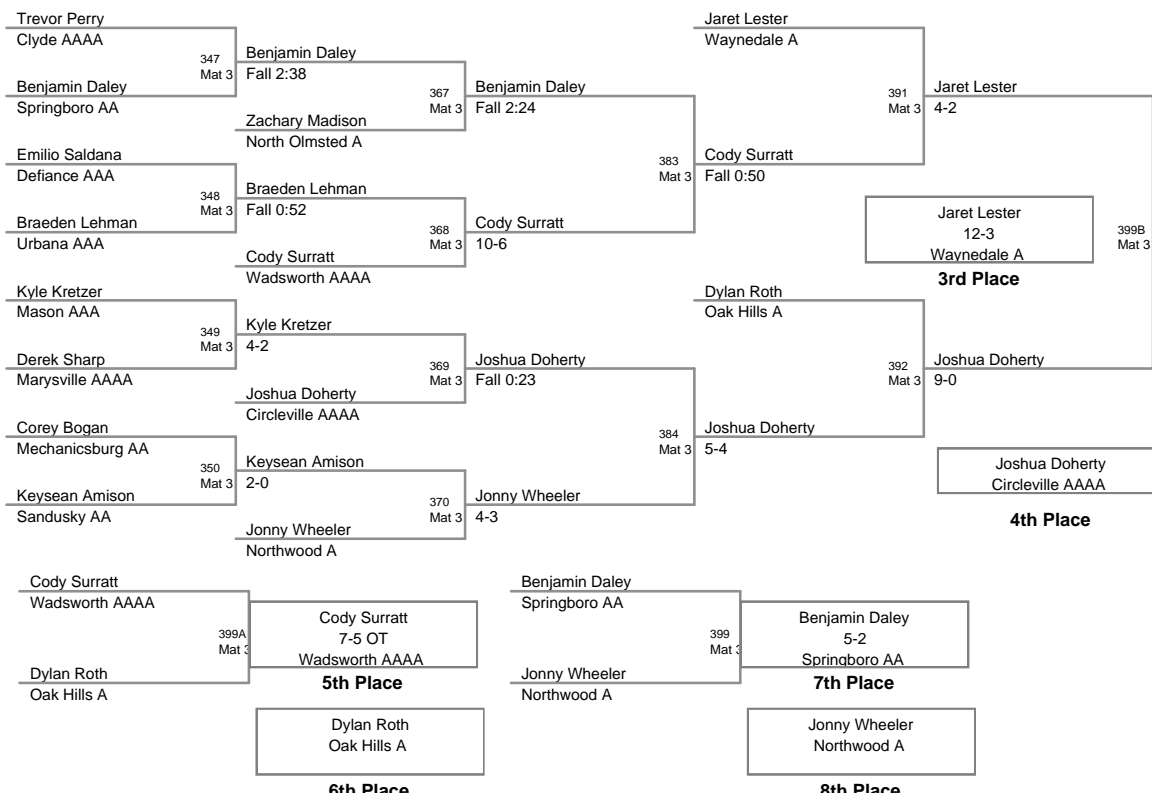 Trevor Perry
Clyde AAAA
347
Mat 3
Benjamin Daley
Springboro AA
Benjamin Daley
Fall 2:38
367
Mat 3
Zachary Madison
North Olmsted A
Benjamin Daley
Fall 2:24
Emilio Saldana
Defiance AAA
348
Mat 3
Braeden Lehman
Urbana AAA
Braeden Lehman
Fall 0:52
368
Mat 3
Cody Surratt
Wadsworth AAAA
Cody Surratt
10-6
383
Mat 3
Jaret Lester
Waynedale A
391
Mat 3
Cody Surratt
Fall 0:50
Jaret Lester
4-2
Kyle Kretzer
Mason AAA
349
Mat 3
Derek Sharp
Marysville AAAA
Kyle Kretzer
4-2
369
Mat 3
Joshua Doherty
Circleville AAAA
Joshua Doherty
Fall 0:23
Corey Bogan
Mechanicsburg AA
350
Mat 3
Keysean Amison
Sandusky AA
Keysean Amison
2-0
370
Mat 3
Jonny Wheeler
Northwood A
Jonny Wheeler
4-3
384
Mat 3
Dylan Roth
Oak Hills A
392
Mat 3
Joshua Doherty
5-4
Joshua Doherty
9-0
399B
Mat 3
Jaret Lester
12-3
Waynedale A
3rd Place
Joshua Doherty
Circleville AAAA
4th Place
Cody Surratt
Wadsworth AAAA
399A
Mat 3
Dylan Roth
Oak Hills A
Cody Surratt
7-5 OT
Wadsworth AAAA
5th Place
Dylan Roth
Oak Hills A
6th Place
Benjamin Daley
Springboro AA
399
Mat 3
Jonny Wheeler
Northwood A
Benjamin Daley
5-2
Springboro AA
7th Place
Jonny Wheeler
Northwood A
8th Place